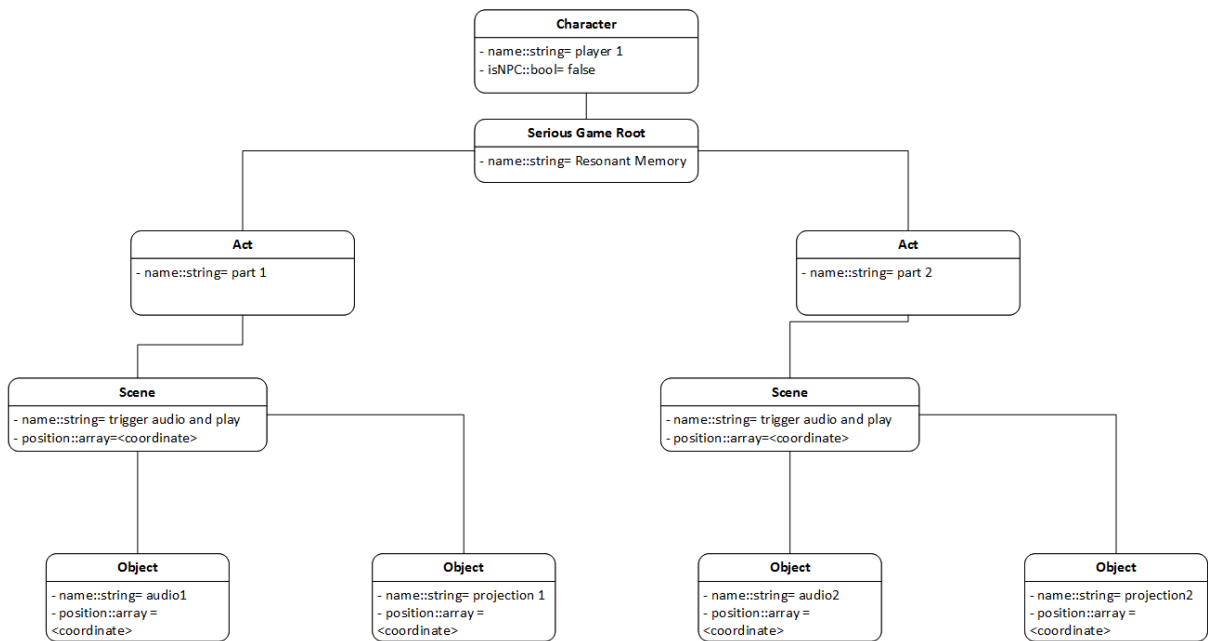 Character
- name::string= player 1
- isNPC::bool= false
Serious Game Root
- name::string= Resonant Memory
Act
- name::string= part 1
Act
- name::string= part 2
Scene
- name::string= trigger audio and play
- position::array=<coordinate>
Scene
- name::string= trigger audio and play
- position::array=<coordinate>
Object
- name::string= audio1
- position::array =
<coordinate>
Object
- name::string= projection 1
- position::array =
<coordinate>
Object
- name::string= audio2
- position::array =
<coordinate>
Object
- name::string= projection2
- position::array =
<coordinate>